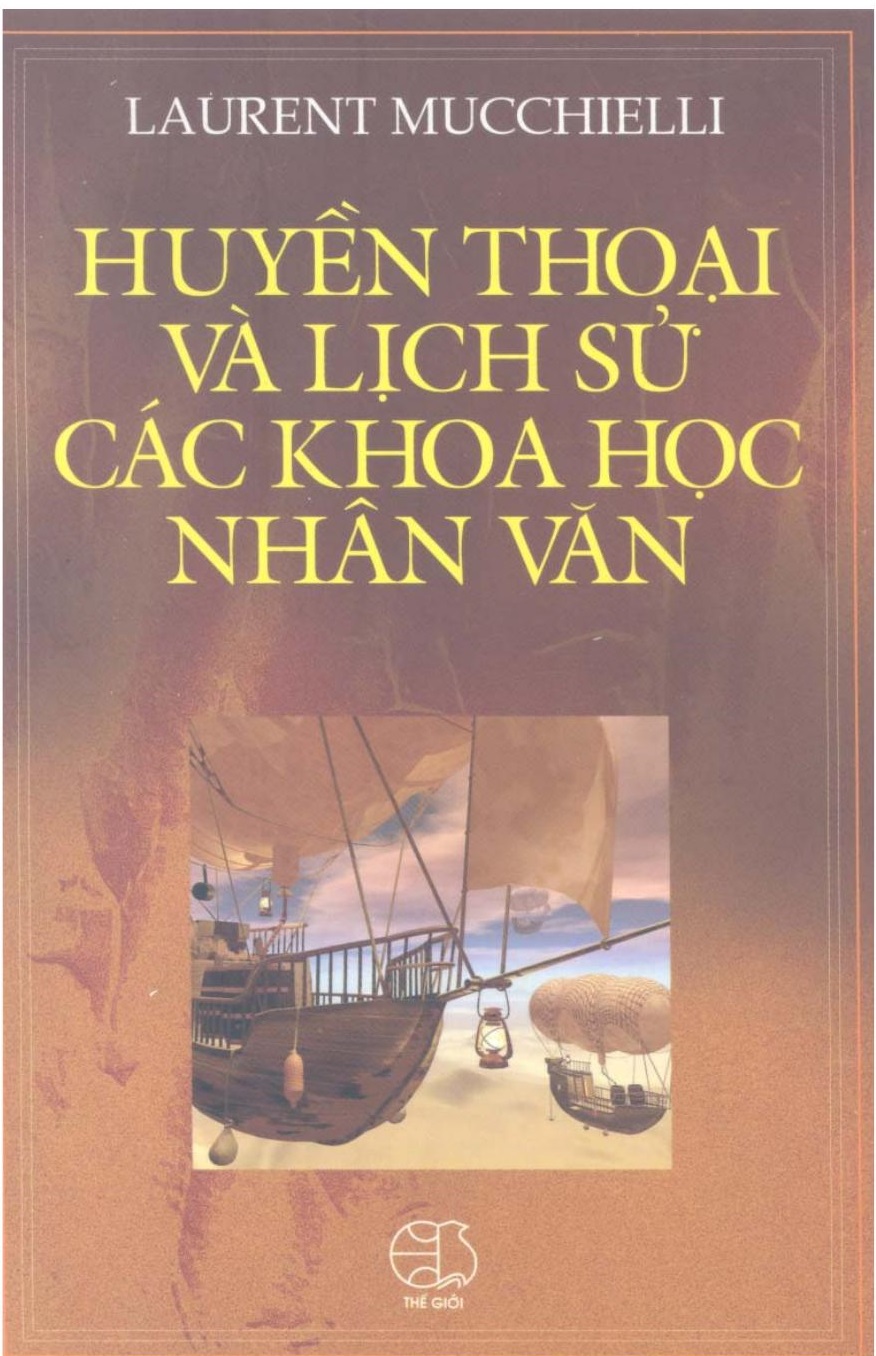 LAURENT MUCCHIELLI
HUYỀN THOẠI
VÀ LỊCH SỬ
CÁC KHOA HỌC
NHÂN VĂN
THẾ GIỚI